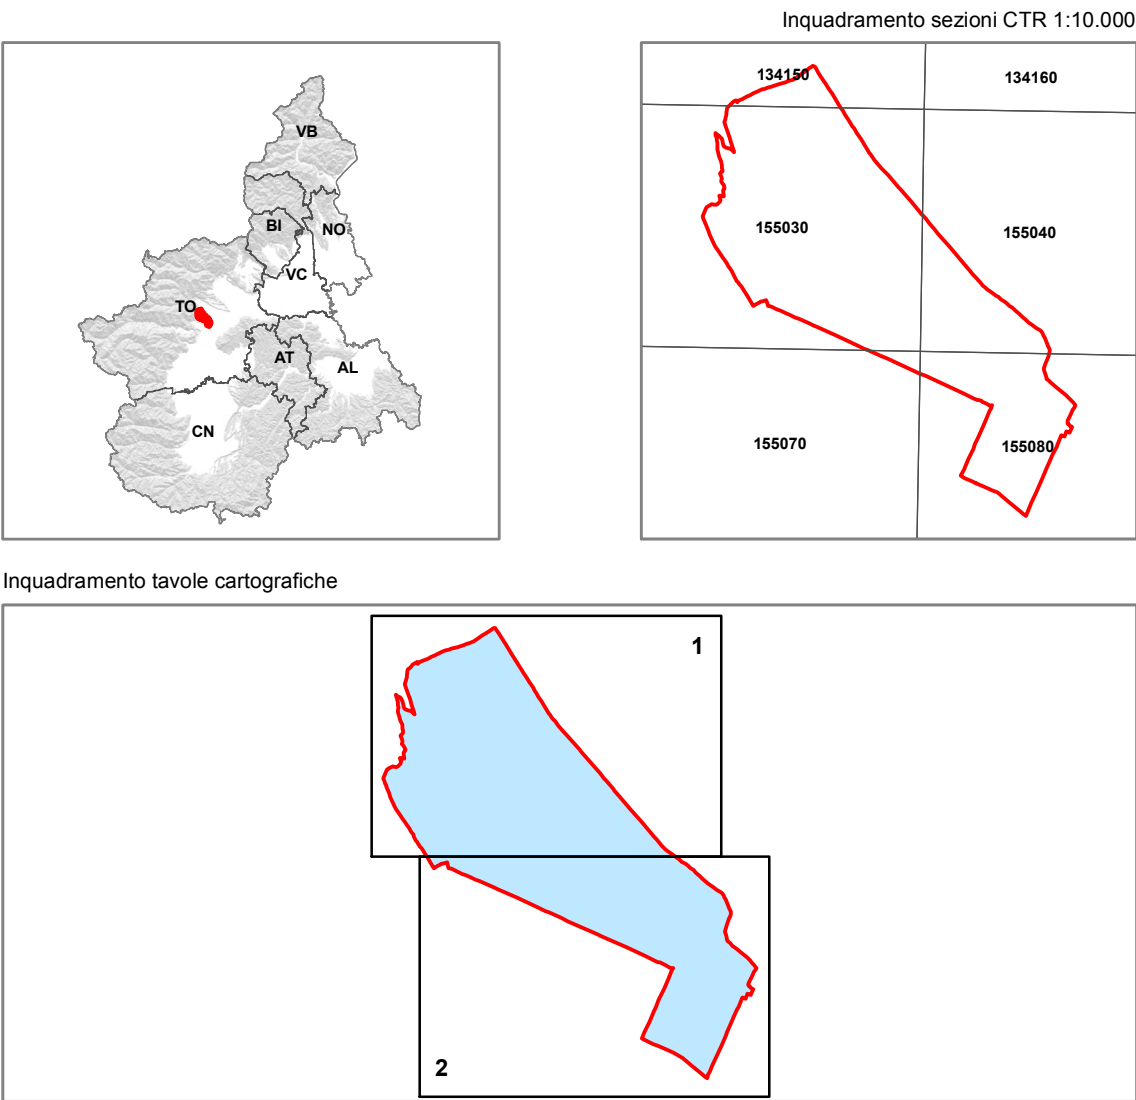 Inquadramento sezioni CTR 1:10.000
VB
BI
NO
VC
TO
AT
AL
CN
134150
134160
155030
155040
155070
155080
Inquadramento tavole cartografiche
1
2